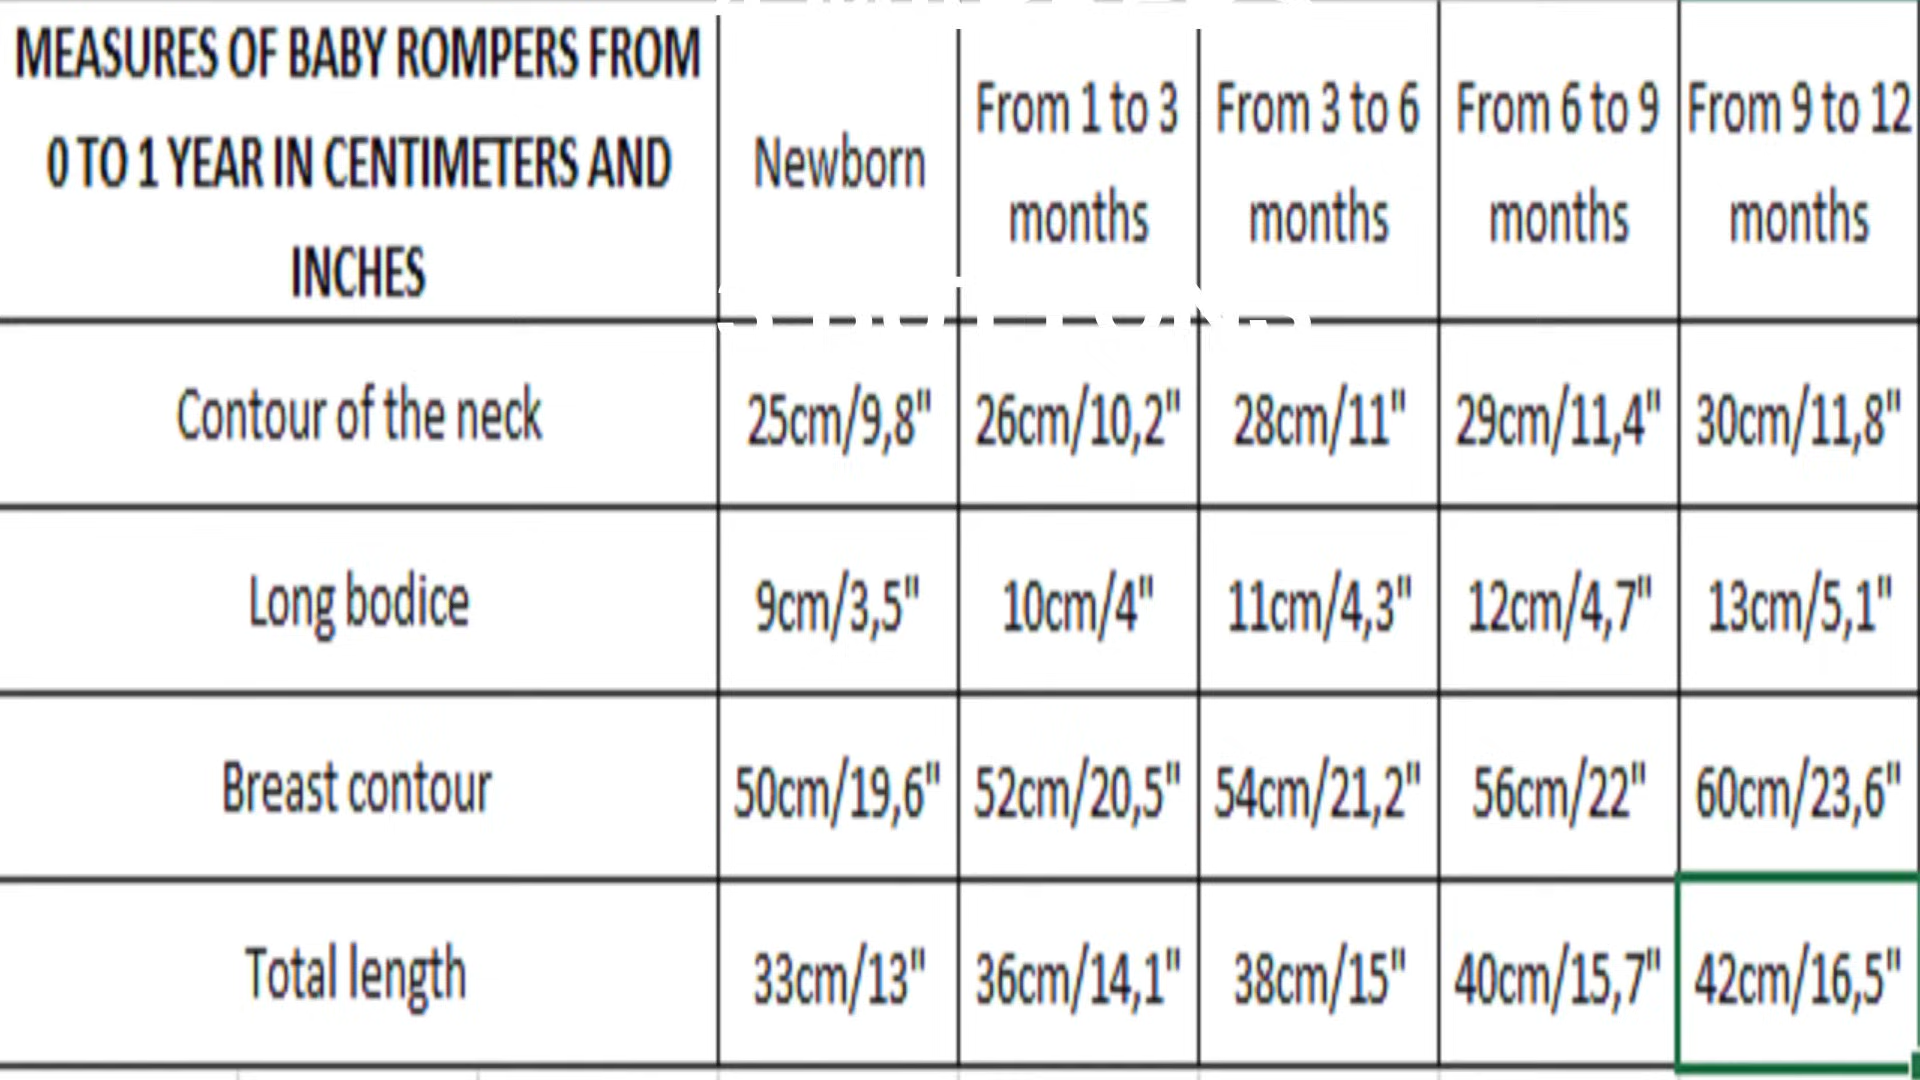 MEASURES OF BABY ROMPERS FROM
0 TO 1 YEAR IN CENTIMETERS AND
INCHES
Newborn
From 1 to 3
months
From 3 to 6
months
From 6 to 9
months
From 9 to 12
months
Contour of the neck
25cm/9,8"
26cm/10,2"
28cm/11"
29cm/11,4"
30cm/11,8"
Long bodice
9cm/3,5"
10cm/4"
11cm/4,3"
12cm/4,7"
13cm/5,1"
Breast contour
50cm/19,6"
52cm/20,5"
54cm/21,2"
56cm/22"
60cm/23,6"
Total length
33cm/13"
36cm/14,1"
38cm/15"
40cm/15,7"
42cm/16,5"